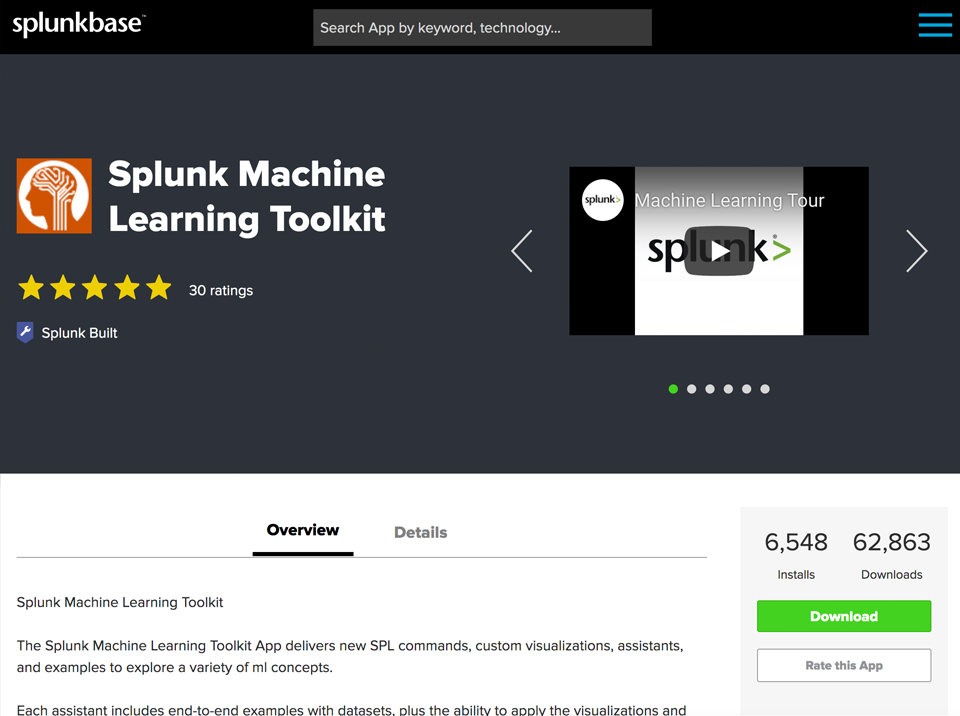 splunkbase™
Search App by keyword, technology...
Splunk Machine
Learning Toolkit
30 ratings
Splunk Built
splunk>
Machine Learning Tour
splunk>
Overview
Details
6,548
62,863
Installs
Downloads
Download
Rate this App
Splunk Machine Learning Toolkit
The Splunk Machine Learning Toolkit App delivers new SPL commands, custom visualizations, assistants,
and examples to explore a variety of ml concepts.
Each assistant includes end-to-end examples with datasets, plus the ability to apply the visualizations and